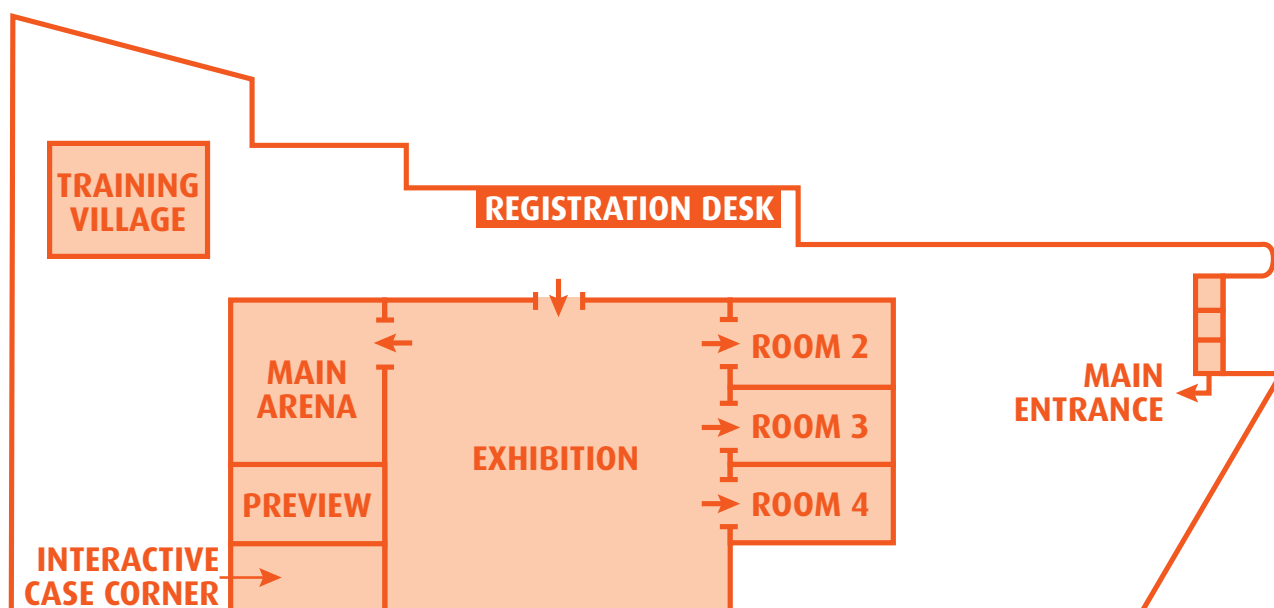 TRAINING
VILLAGE
REGISTRATION DESK
MAIN
ARENA
ROOM 2
MAIN
ENTRANCE
ROOM 3
EXHIBITION
PREVIEW
ROOM 4
INTERACTIVE
CASE CORNER